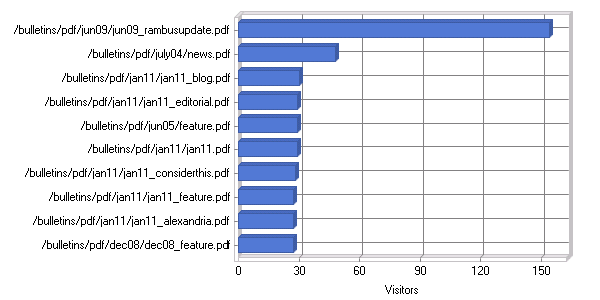 /bulletins/pdf/jun09/jun09_rambusupdate.pdf
/bulletins/pdf/july04/news.pdf
/bulletins/pdf/jan11/jan11_blog.pdf
/bulletins/pdf/jan11/jan11_editorial.pdf
/bulletins/pdf/jun05/feature.pdf
/bulletins/pdf/jan11/jan11.pdf
/bulletins/pdf/jan11/jan11_considerthis.pdf
/bulletins/pdf/jan11/jan11_feature.pdf
/bulletins/pdf/jan11/jan11_alexandria.pdf
/bulletins/pdf/dec08/dec08_feature.pdf
0 30 60 90 120 150
Visitors